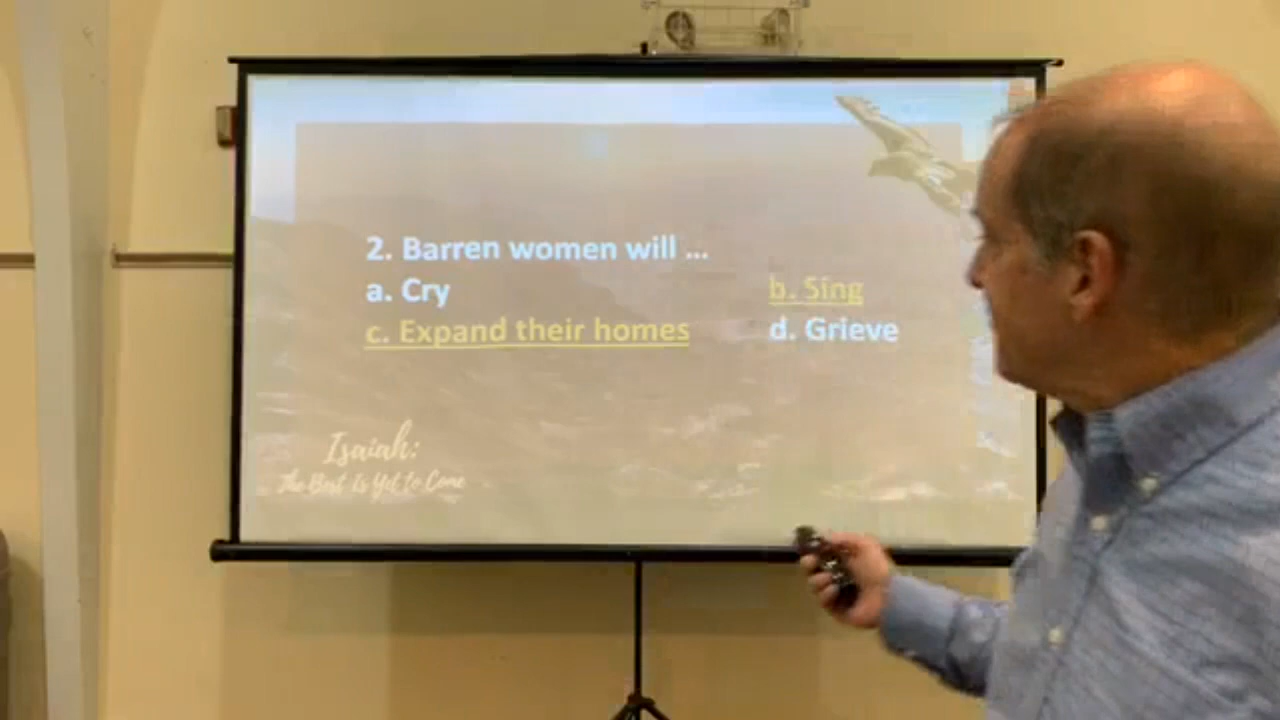 2. Barren women will ...
a. Cry b. Sing
c. Expand their homes d. Grieve
Isaiah:
The Best Is Yet to Come